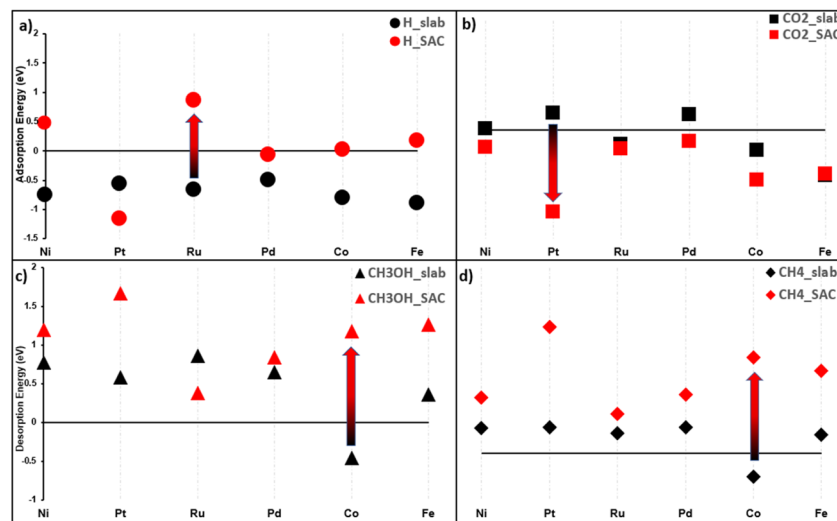 a)
H_slab
H_SAC
Adsorption Energy (eV)
2
1.5
1
0.5
0
-0.5
-1
-1.5
Ni Pt Ru Pd Co Fe
b)
CO2_slab
CO2_SAC
Ni Pt Ru Pd Co Fe
c)
CH3OH_slab
CH3OH_SAC
Desorption Energy (eV)
2
1.5
1
0.5
0
-0.5
-1
Ni Pt Ru Pd Co Fe
d)
CH4_slab
CH4_SAC
Ni Pt Ru Pd Co Fe